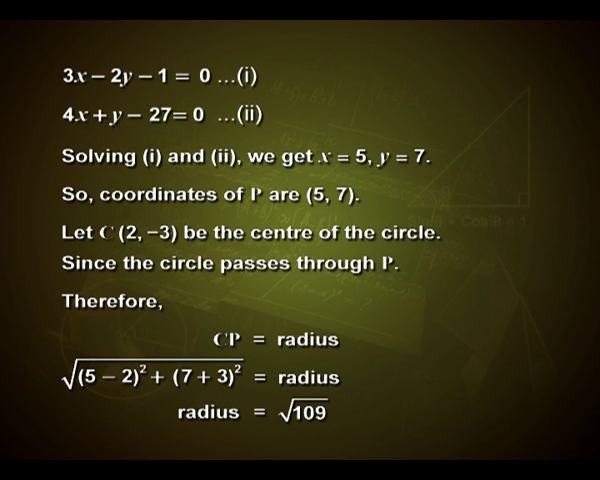 3x – 2y – 1 = 0 ...(i)
4x + y – 27= 0 ...(ii)
Solving (i) and (ii), we get x = 5, y = 7.
So, coordinates of P are (5, 7).
Let C (2, –3) be the centre of the circle.
Since the circle passes through P.
Therefore,
CP = radius
√(5 – 2)² + (7 + 3)² = radius
radius = √109